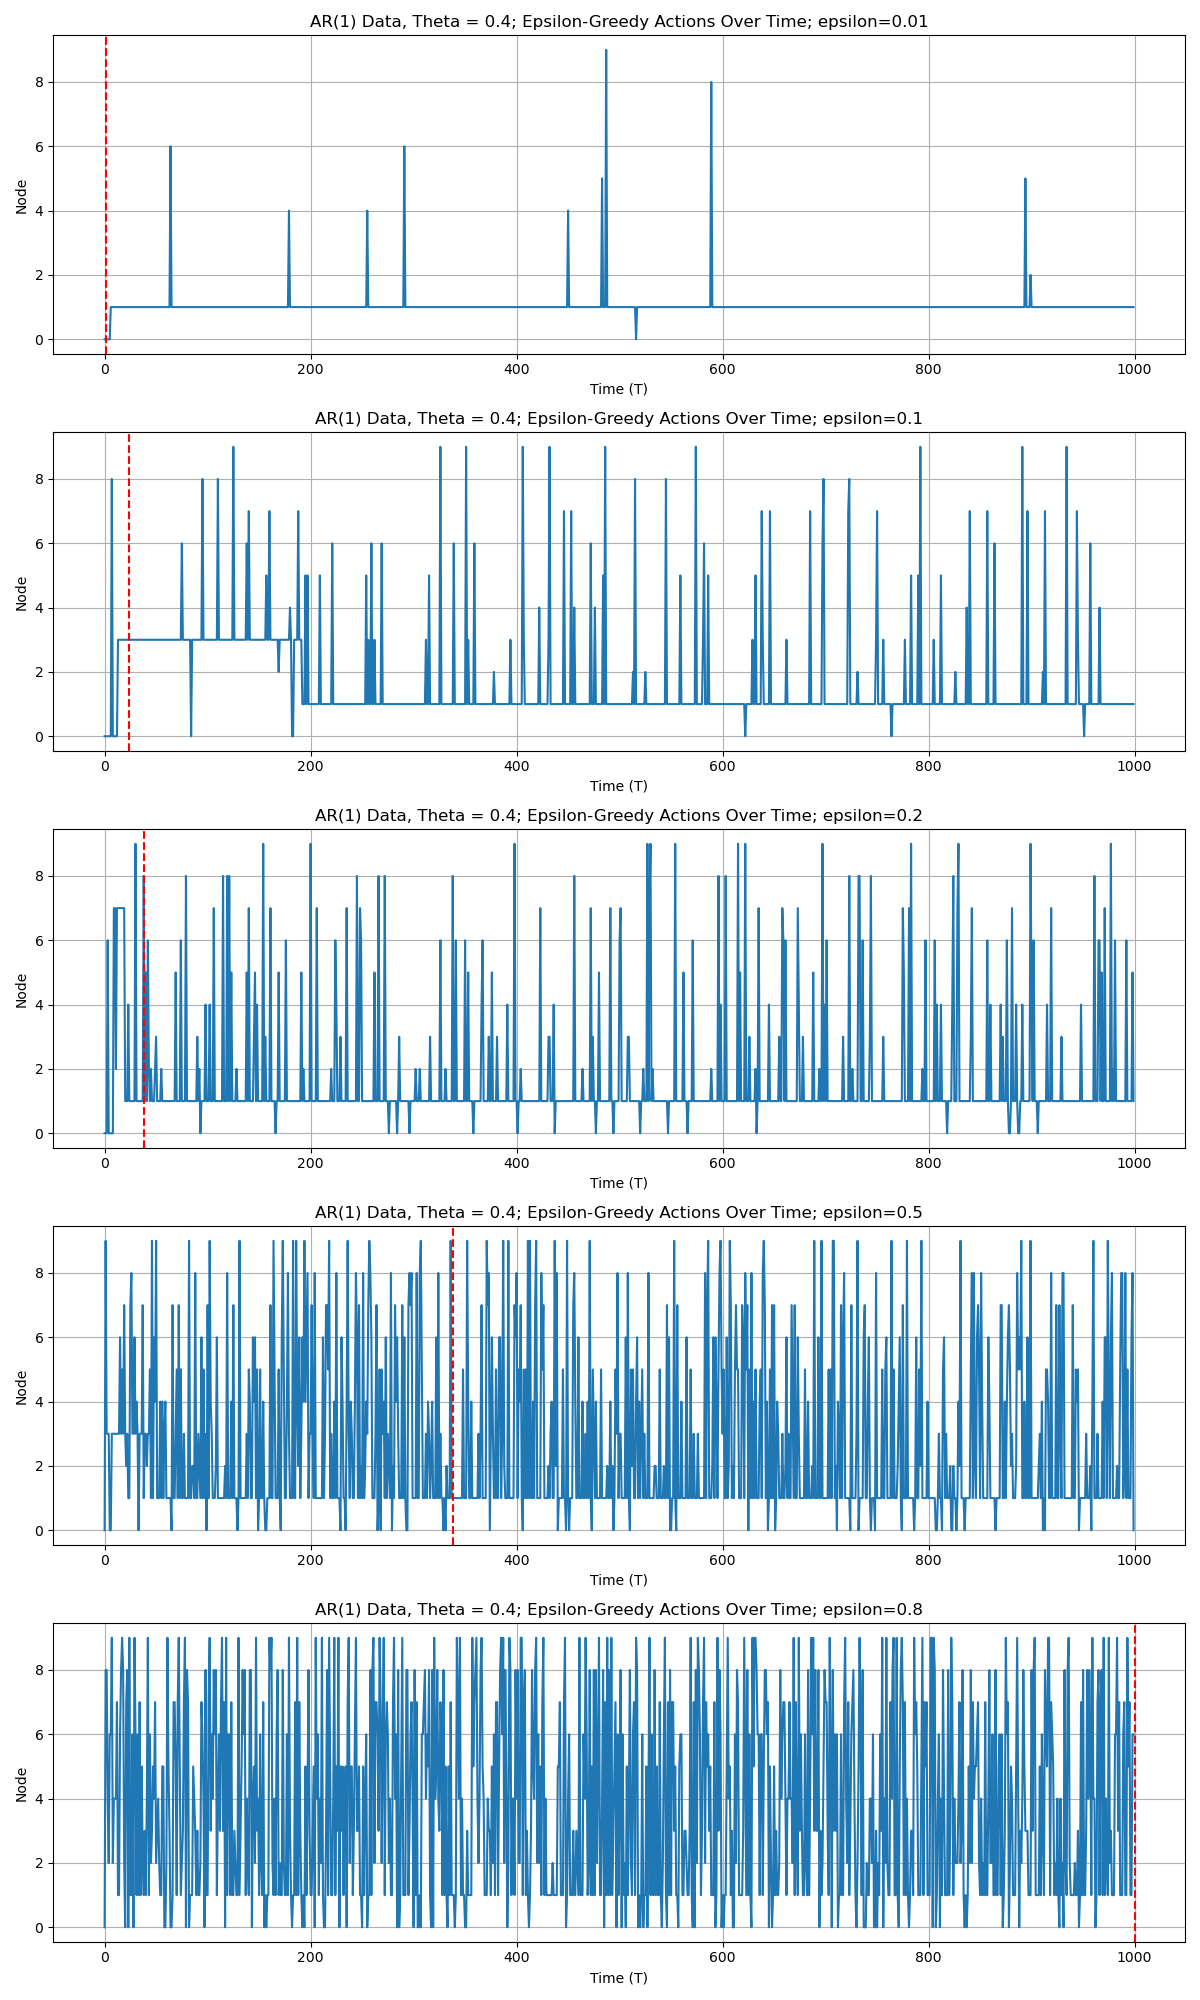 AR(1) Data, Theta = 0.4; Epsilon-Greedy Actions Over Time; epsilon=0.01
8
6
4
2
0
Node
0 200 400 600 800 1000
Time (T)
AR(1) Data, Theta = 0.4; Epsilon-Greedy Actions Over Time; epsilon=0.1
8
6
4
2
0
Node
0 200 400 600 800 1000
Time (T)
AR(1) Data, Theta = 0.4; Epsilon-Greedy Actions Over Time; epsilon=0.2
8
6
4
2
0
Node
0 200 400 600 800 1000
Time (T)
AR(1) Data, Theta = 0.4; Epsilon-Greedy Actions Over Time; epsilon=0.5
8
6
4
2
0
Node
0 200 400 600 800 1000
Time (T)
AR(1) Data, Theta = 0.4; Epsilon-Greedy Actions Over Time; epsilon=0.8
8
6
4
2
0
Node
0 200 400 600 800 1000
Time (T)